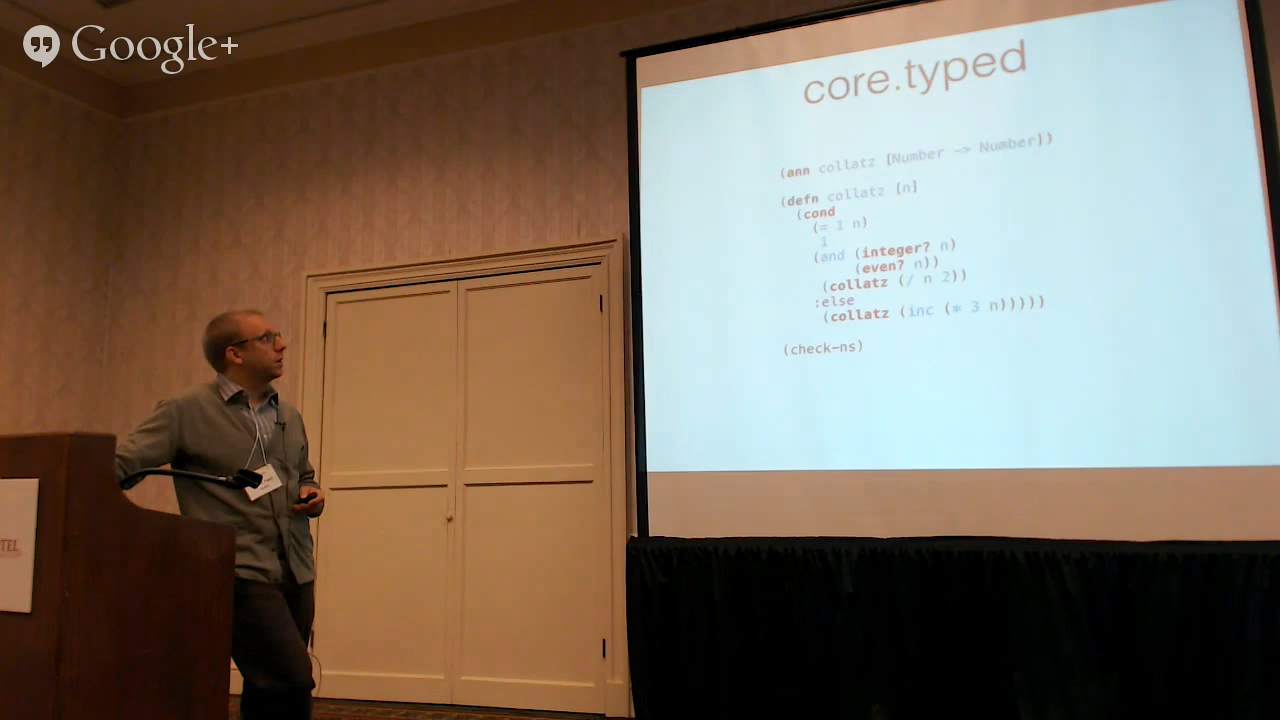 Google+
core.typed
(ann collatz [Number -> Number])
(defn collatz [n]
(cond
(= 1 n)
1
(and (integer? n)
(even? n))
(collatz (/ n 2))
:else
(collatz (inc (* 3 n)))))
(check-ns)
TEL